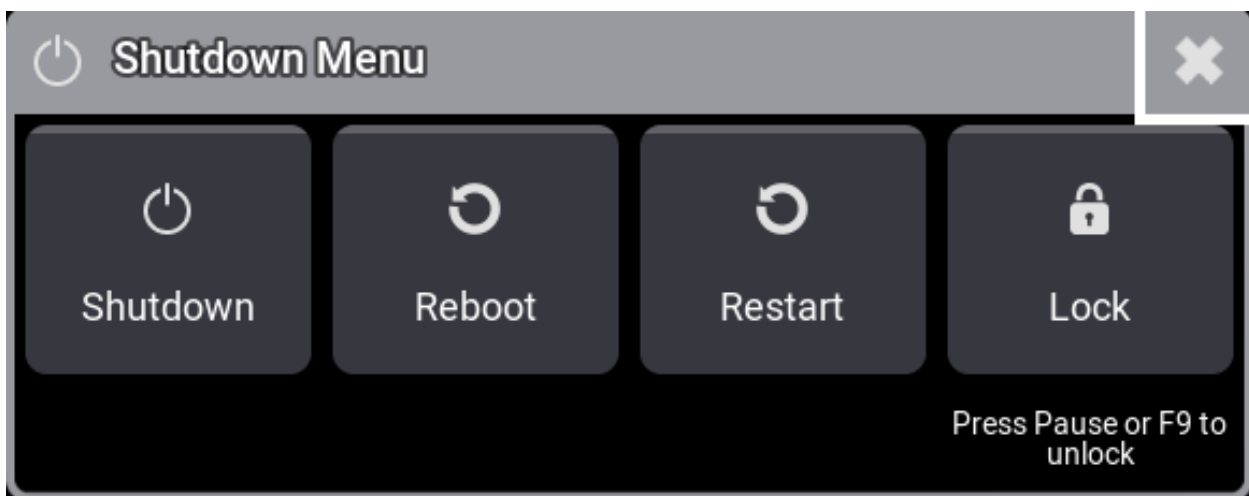 Shutdown Menu
Shutdown
Reboot
Restart
Lock
Press Pause or F9 to
unlock